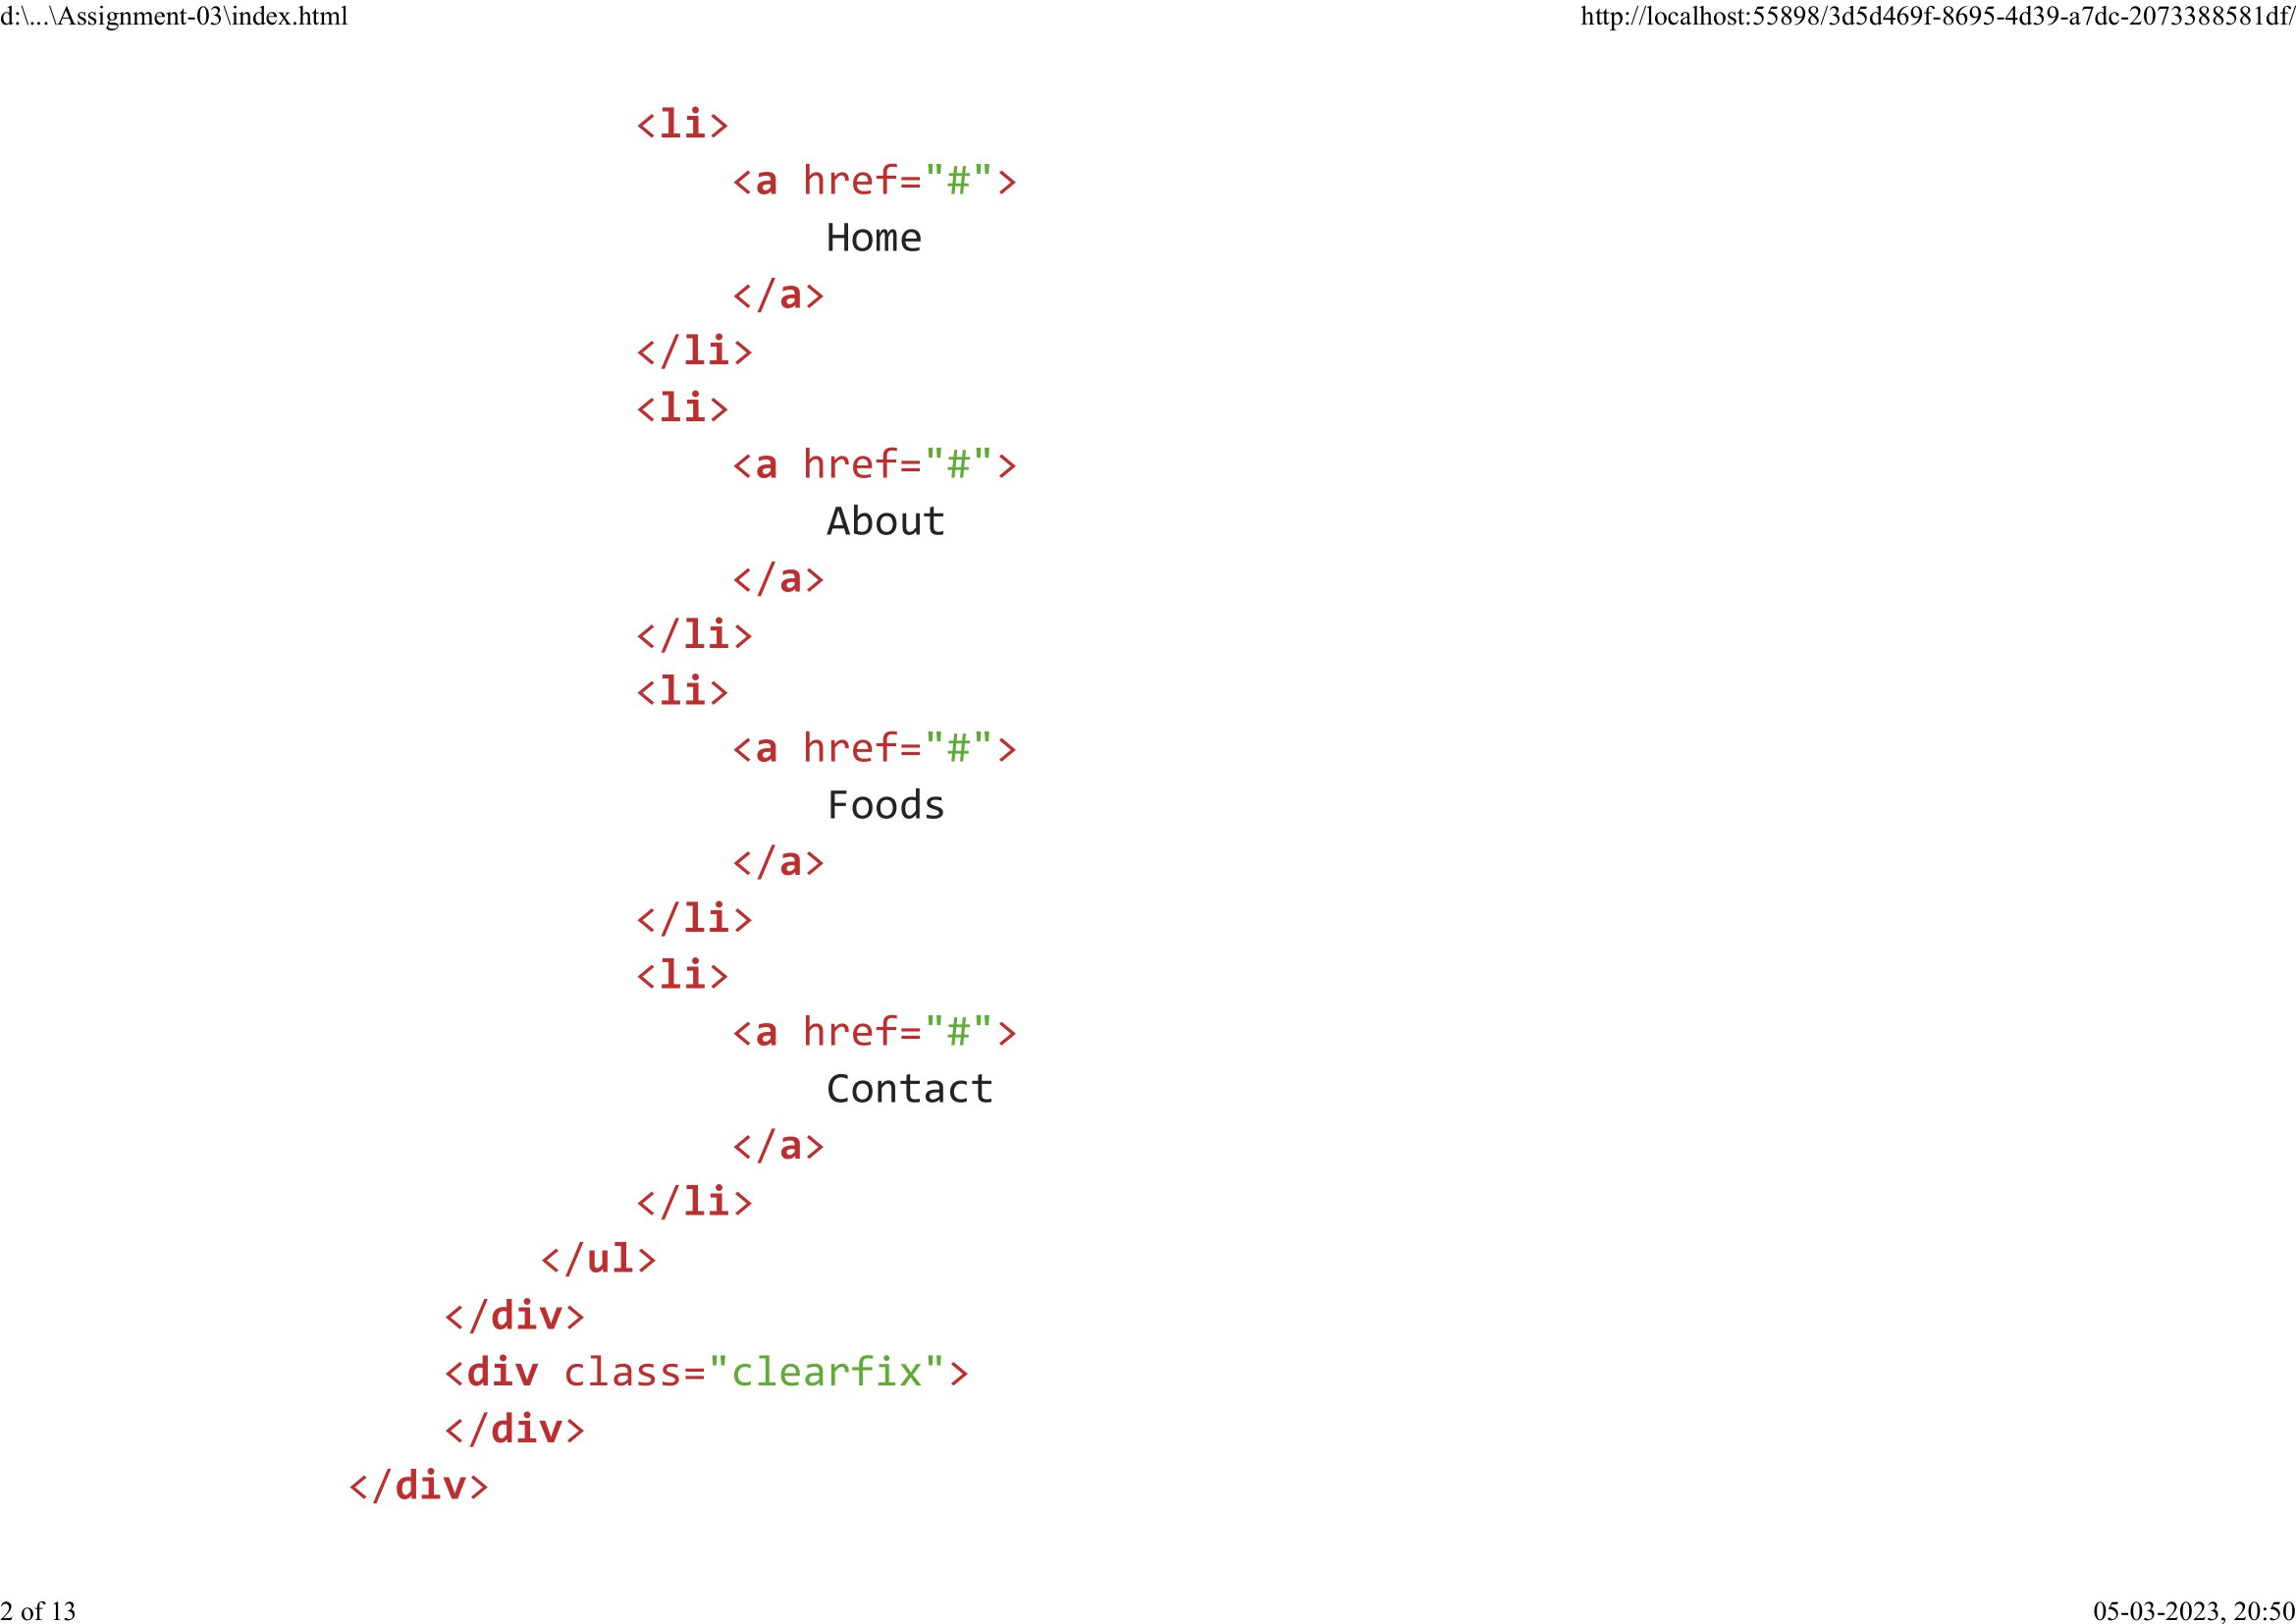 d:\...\Assignment-03\index.html http://localhost:55898/3d5d469f-8695-4d39-a7dc-2073388581df/
<li>
<a href="#">
Home
</a>
</li>
<li>
<a href="#">
About
</a>
</li>
<li>
<a href="#">
Foods
</a>
</li>
<li>
<a href="#">
Contact
</a>
</li>
</ul>
</div>
<div class="clearfix">
</div>
</div>
2 of 13 05-03-2023, 20:50